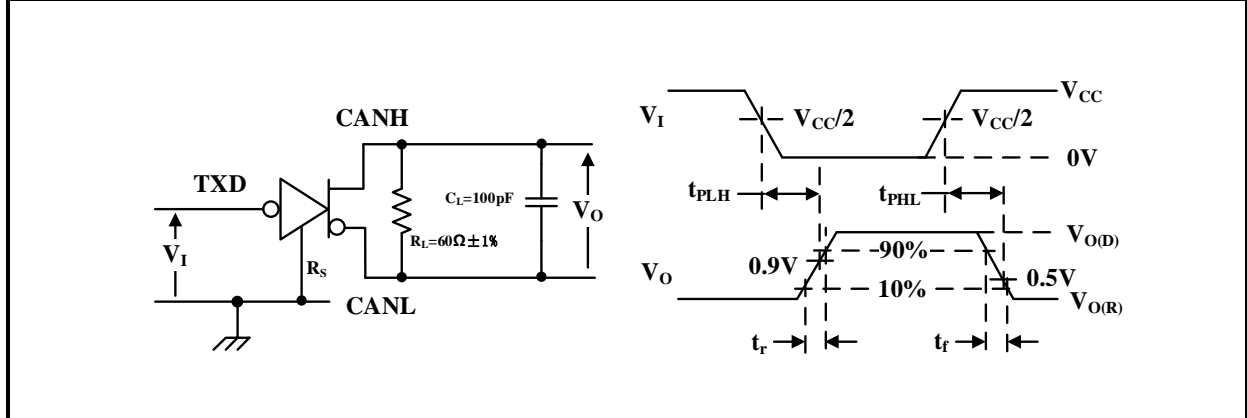 CANH
TXD
V_I
R_S
R_L=60Ω±1%
C_L=100pF
V_O
CANL
V_I
V_CC/2
V_CC/2
V_CC
0V
t_PLH
t_PHL
V_O
0.9V
90%
10%
0.5V
V_O(D)
V_O(R)
t_r
t_f